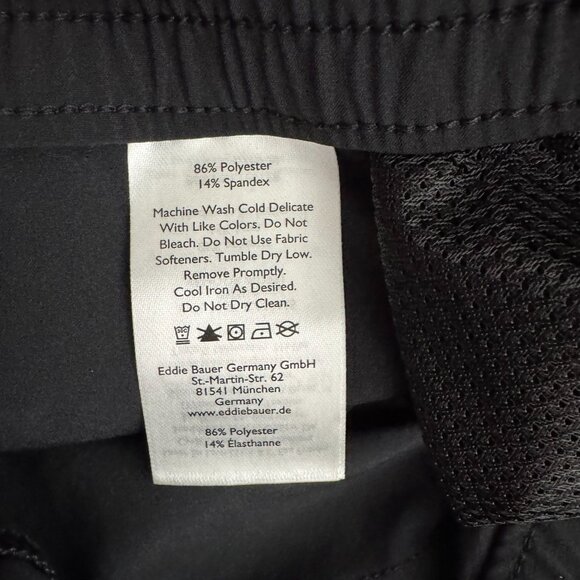 86% Polyester
14% Spandex
Machine Wash Cold Delicate
With Like Colors. Do Not
Bleach. Do Not Use Fabric
Softeners. Tumble Dry Low.
Remove Promptly.
Cool Iron As Desired.
Do Not Dry Clean.
Eddie Bauer Germany GmbH
St.-Martin-Str. 62
81541 München
Germany
www.eddiebauer.de
86% Polyester
14% Élasthanne